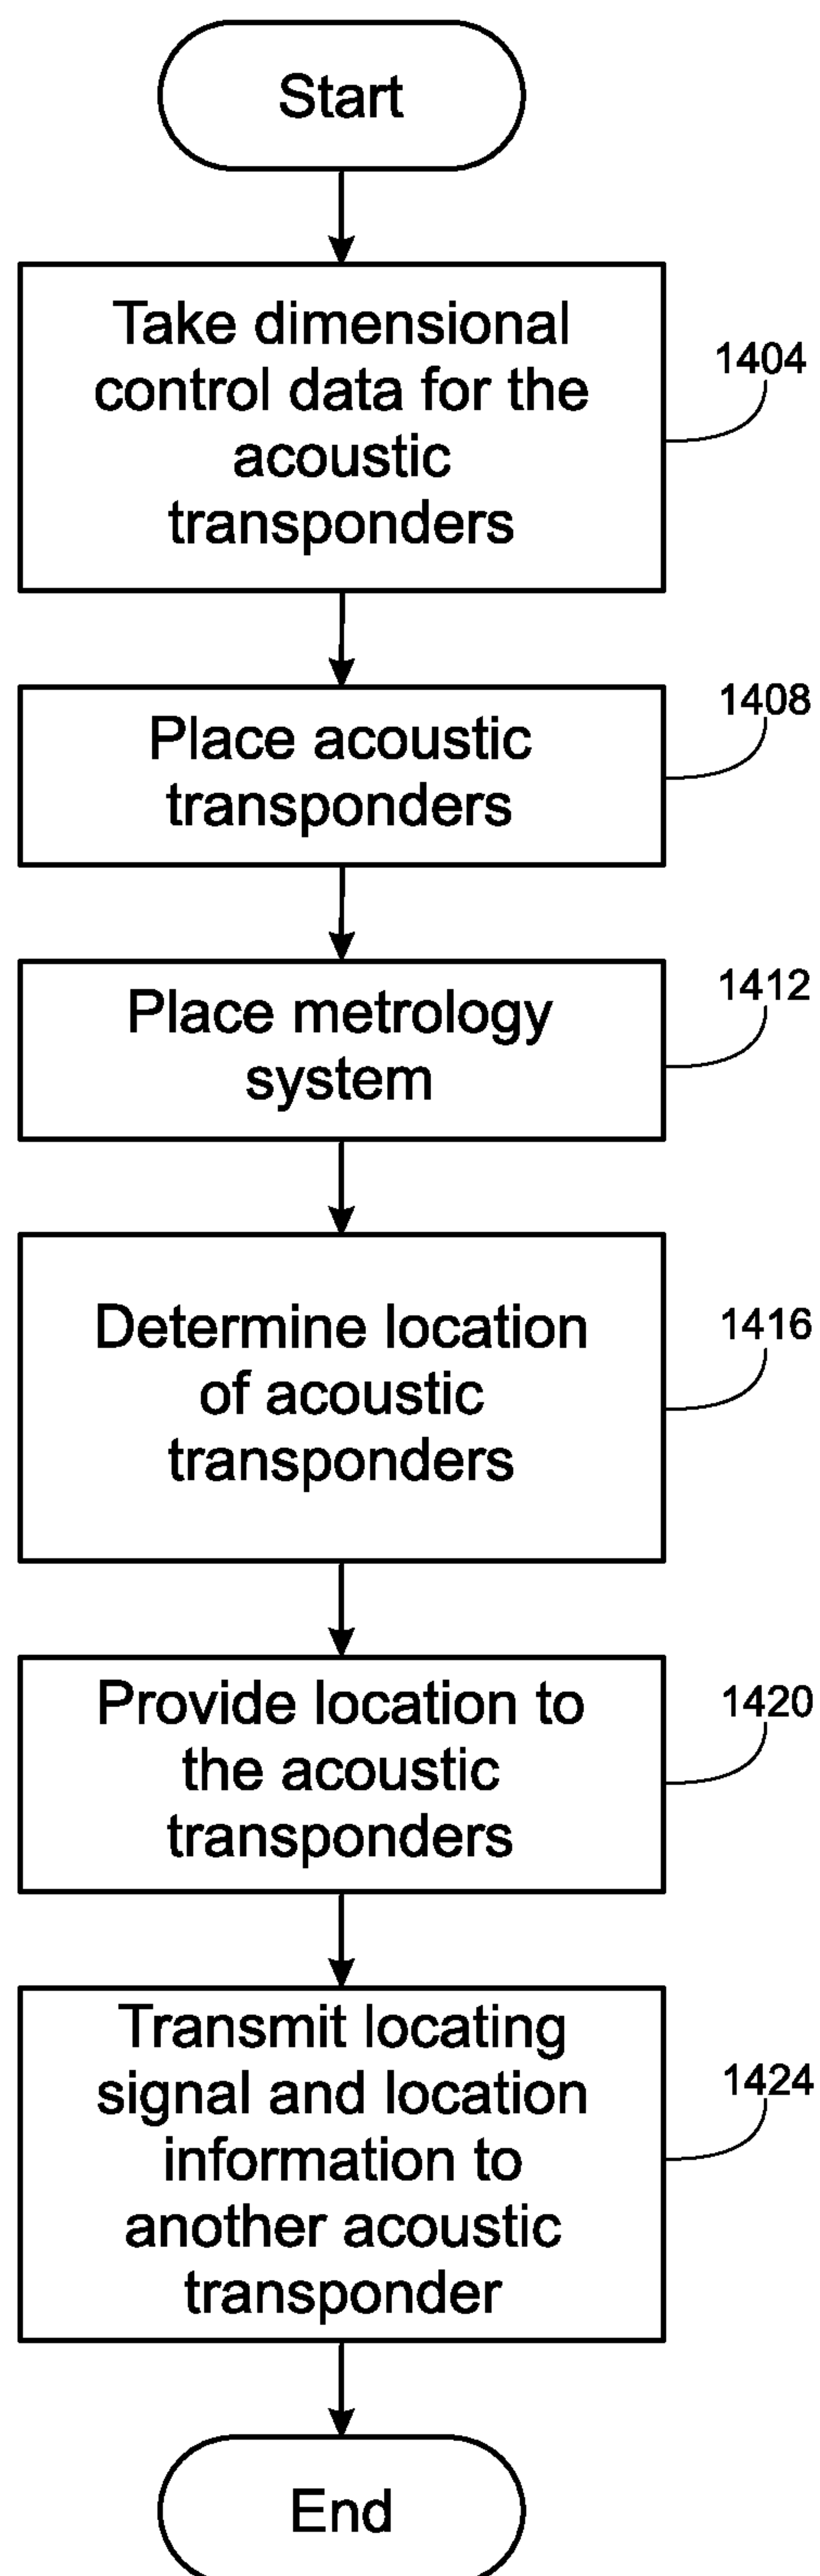 Start
Take dimensional
control data for the
acoustic
transponders
1404
Place acoustic
transponders
1408
Place metrology
system
1412
Determine location
of acoustic
transponders
1416
Provide location to
the acoustic
transponders
1420
Transmit locating
signal and location
information to
another acoustic
transponder
1424
End